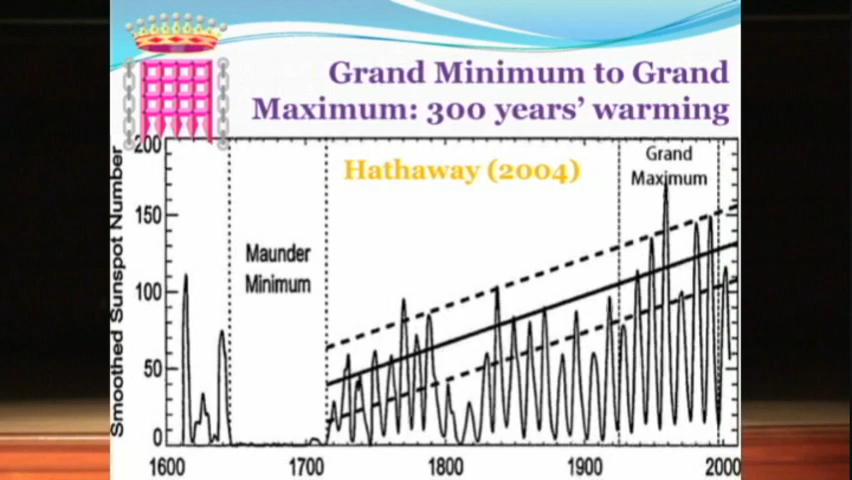 Grand Minimum to Grand
Maximum: 300 years’ warming
Hathaway (2004)
Grand
Maximum
Maunder
Minimum
Smoothed Sunspot Number
200
150
100
50
0
1600
1700
1800
1900
2000